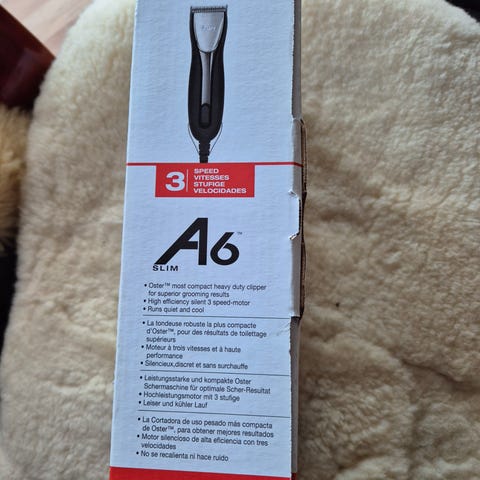 3
SPEED
VITESSES
STUFIGE
VELOCIDADES
A6™
SLIM
• Oster™ most compact heavy duty clipper
for superior grooming results
• High efficiency silent 3 speed-motor
• Runs quiet and cool
• La tondeuse robuste la plus compacte
d'Oster™, pour des résultats de toilettage
supérieurs
• Moteur à trois vitesses et à haute
performance
• Silencieux,discret et sans surchauffe
• Leistungsstarke und kompakte Oster
Schermaschine für optimale Scher-Resultat
• Hochleistungsmotor mit 3 stufige
• Leiser und kühler Lauf
• La Cortadora de uso pesado más compacta
de Oster™, para obtener mejores resultados
• Motor silencioso de alta eficiencia con tres
velocidades
• No se recalienta ni hace ruido